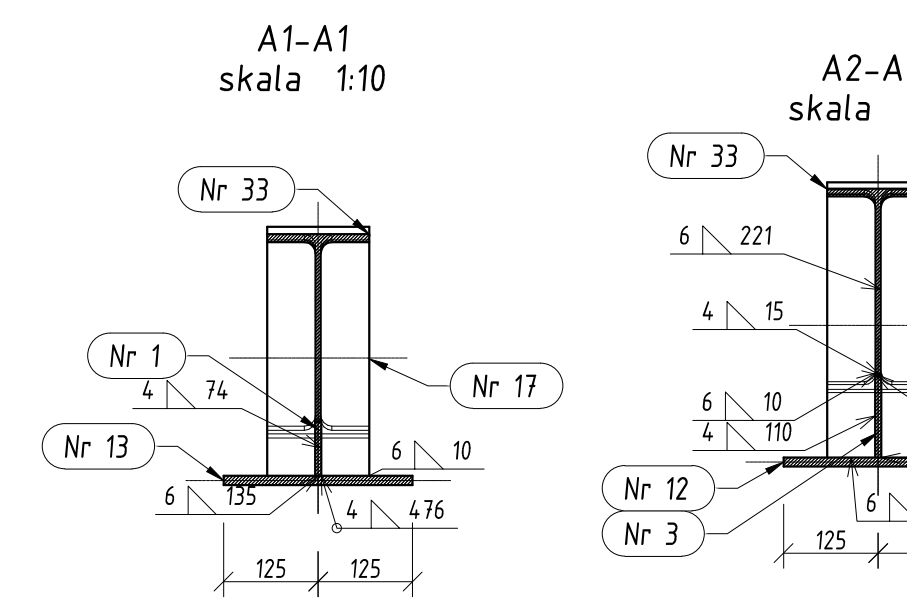 A1-A1
skala 1:10
Nr 33
Nr 1
4 74
Nr 17
Nr 13
6 10
6 135
4 476
125 125
A2-A
skala
Nr 33
6 221
4 15
6 10
4 110
Nr 12
6
Nr 3
125